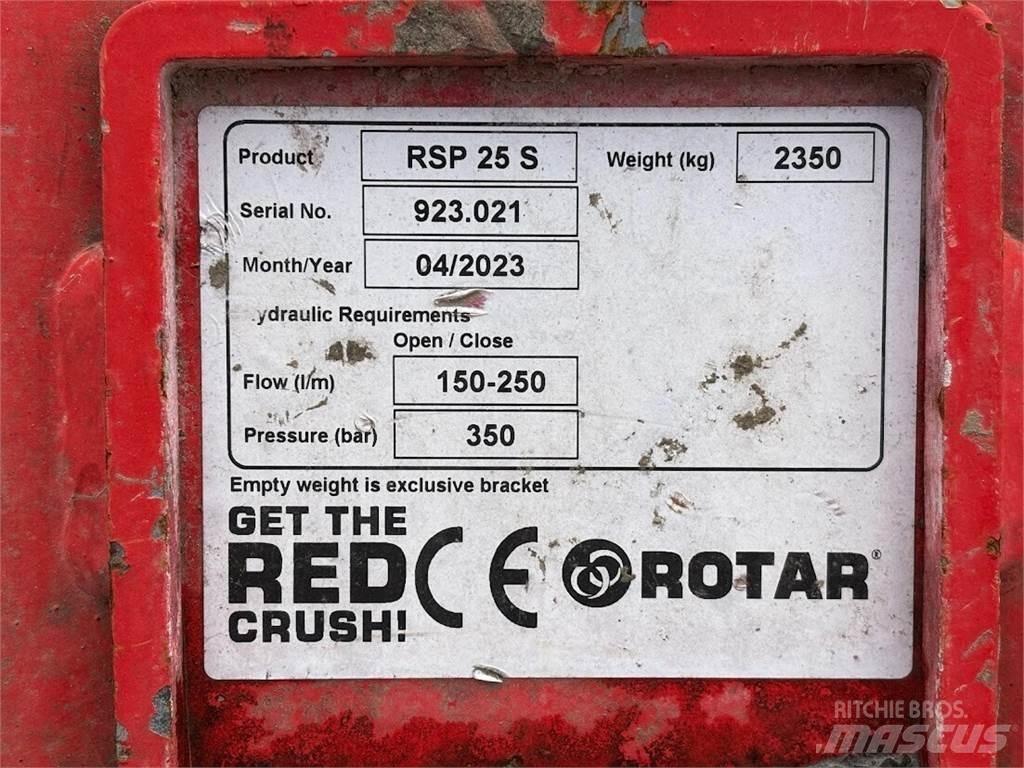 Product RSP 25 S Weight (kg) 2350
Serial No. 923.021
Month/Year 04/2023
ydraulic Requirements
Open / Close
Flow (l/m) 150-250
Pressure (bar) 350
Empty weight is exclusive bracket
GET THE
RED CE ROTAR®
CRUSH!
RITCHIE BROS.
MASCUS